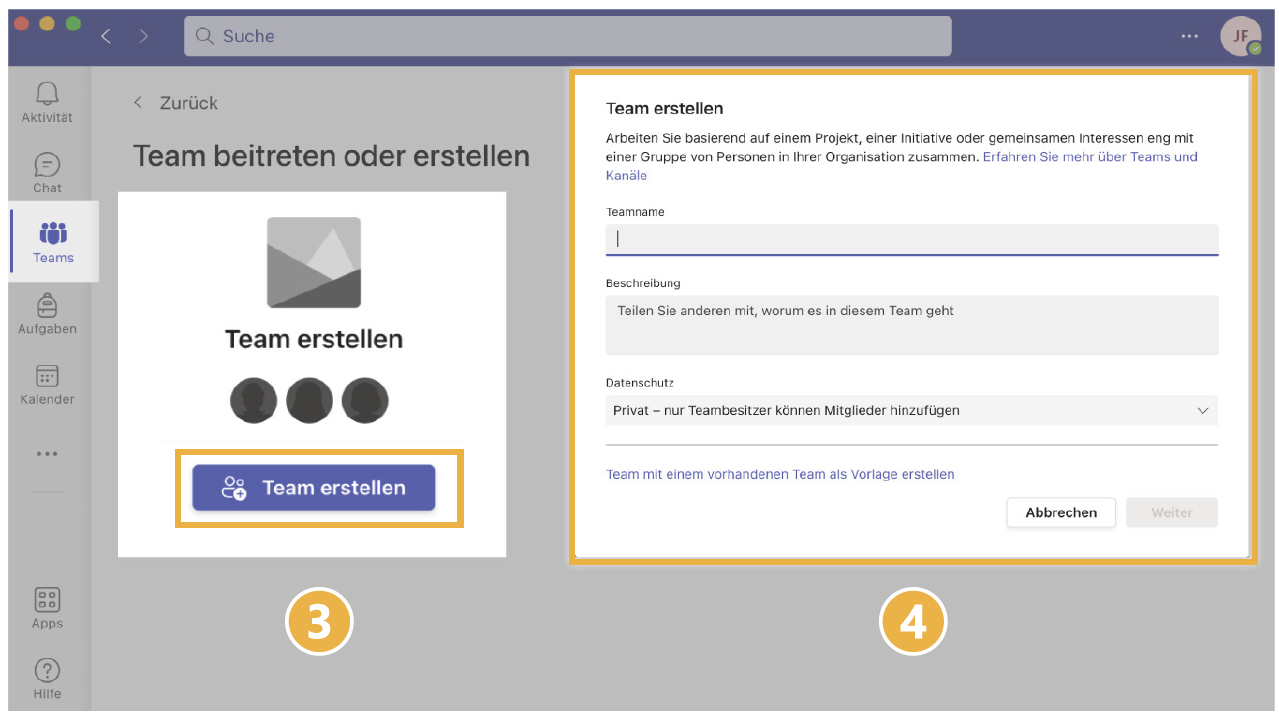 Suche
JF
Aktivität
Chat
Teams
Aufgaben
Kalender
Apps
Hilfe
Zurück
Team beitreten oder erstellen
Team erstellen
Team erstellen
3
Team erstellen
Arbeiten Sie basierend auf einem Projekt, einer Initiative oder gemeinsamen Interessen eng mit
einer Gruppe von Personen in Ihrer Organisation zusammen. Erfahren Sie mehr über Teams und
Kanäle
Teamname
Beschreibung
Teilen Sie anderen mit, worum es in diesem Team geht
Datenschutz
Privat – nur Teambesitzer können Mitglieder hinzufügen
Team mit einem vorhandenen Team als Vorlage erstellen
Abbrechen
Weiter
4